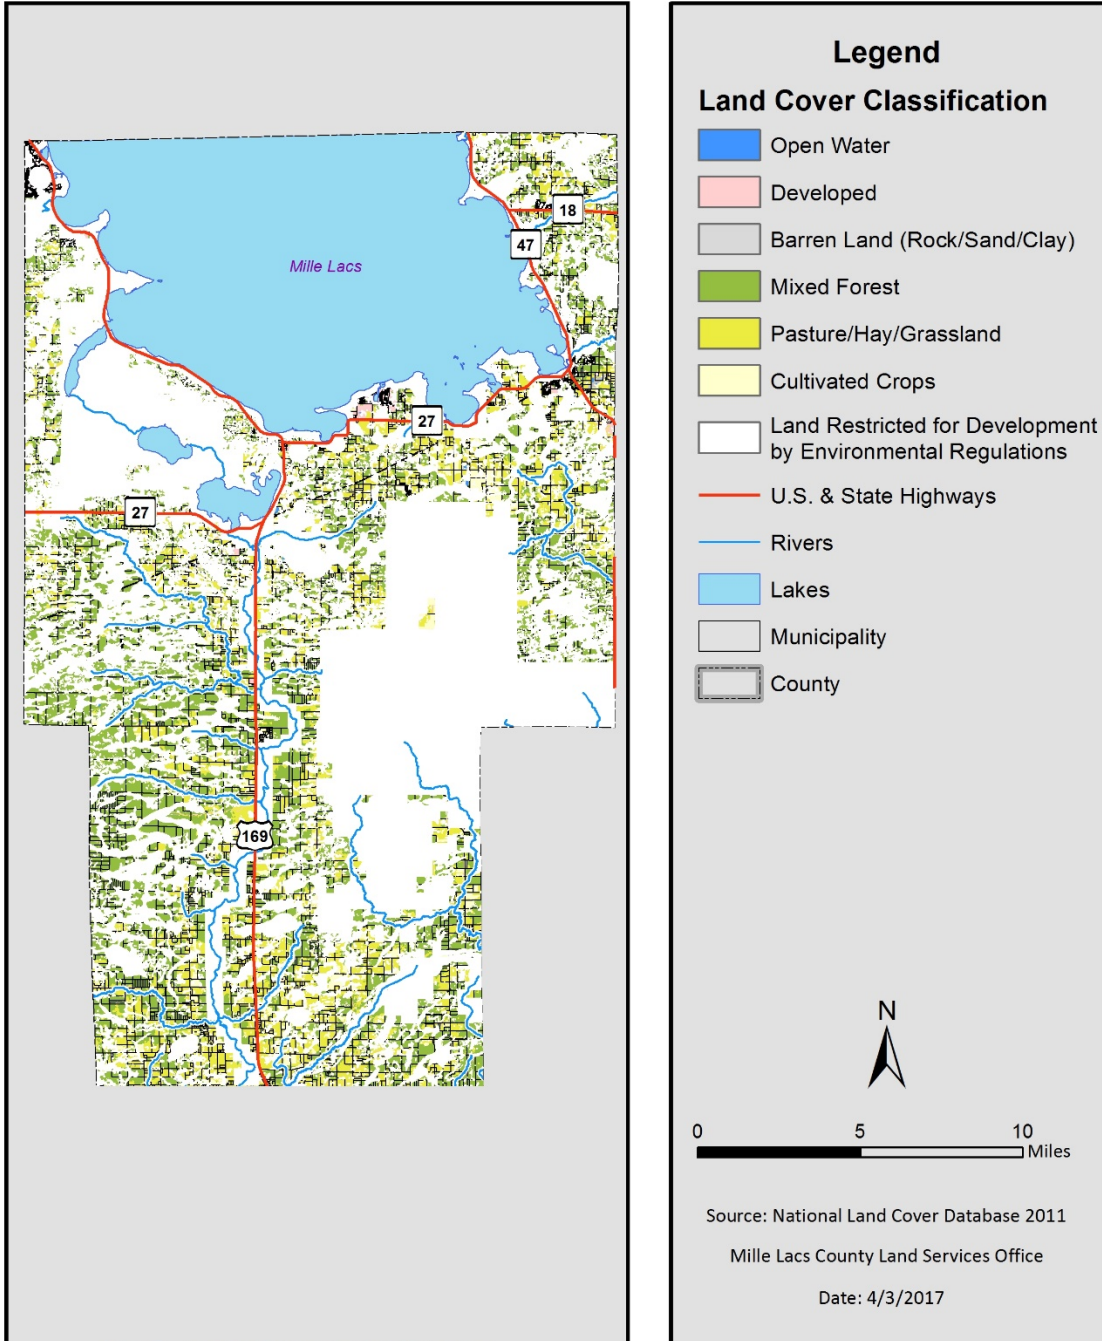 18
47
Mille Lacs
27
27
169
Legend
Land Cover Classification
Open Water
Developed
Barren Land (Rock/Sand/Clay)
Mixed Forest
Pasture/Hay/Grassland
Cultivated Crops
Land Restricted for Development
by Environmental Regulations
U.S. & State Highways
Rivers
Lakes
Municipality
County
N
0 5 10
Miles
Source: National Land Cover Database 2011
Mille Lacs County Land Services Office
Date: 4/3/2017